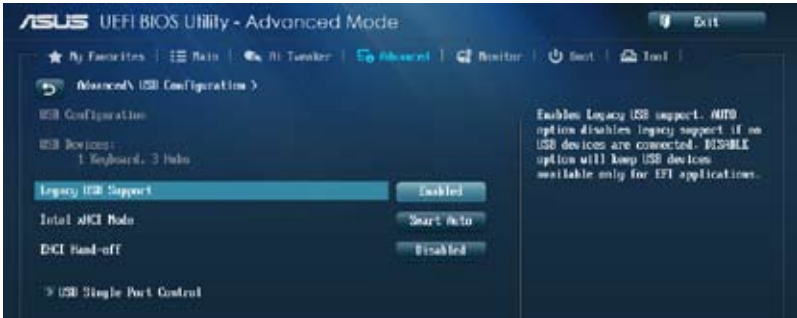 ASUS UEFI BIOS Utility - Advanced Mode
Exit
My Favorites
Main
Ai Tweaker
Advanced
Monitor
Boot
Tool
Advanced\ USB Configuration >
USB Configuration
USB Devices:
1 Keyboard, 3 Hubs
Legacy USB Support
Enabled
Intel xHCI Mode
Smart Auto
EHCI Hand-off
Disabled
> USB Single Port Control
Enables Legacy USB support. AUTO
option disables legacy support if no
USB devices are connected. DISABLE
option will keep USB devices
available only for EFI applications.